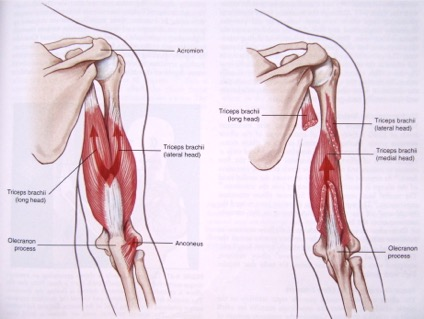 Acromion
Triceps brachii
(lateral head)
Triceps brachii
(long head)
Olecranon
process
Anconeus
Triceps brachii
(long head)
Triceps brachii
(lateral head)
Triceps brachii
(medial head)
Olecranon
process